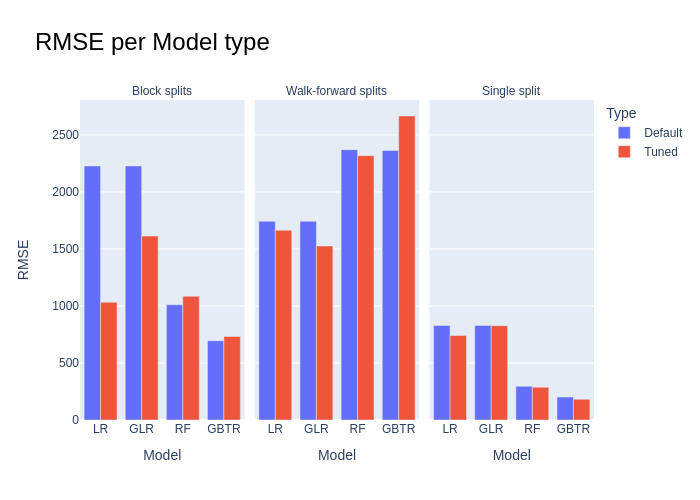 RMSE per Model type
Block splits
Walk-forward splits
Single split
Type
Default
Tuned
RMSE
2500
2000
1500
1000
500
0
LR GLR RF GBTR
LR GLR RF GBTR
LR GLR RF GBTR
Model
Model
Model